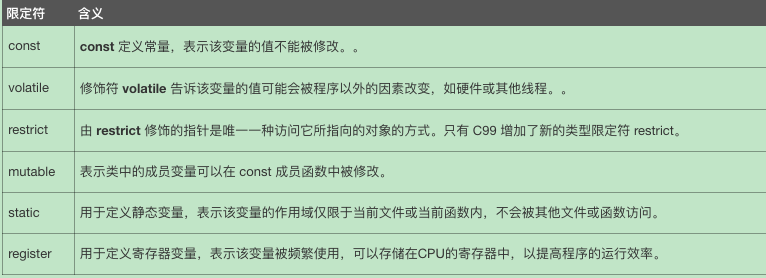 限定符 含义
const const 定义常量，表示该变量的值不能被修改。。
volatile 修饰符 volatile 告诉该变量的值可能会被程序以外的因素改变，如硬件或其他线程。。
restrict 由 restrict 修饰的指针是唯一一种访问它所指向的对象的方式。只有 C99 增加了新的类型限定符 restrict。
mutable 表示类中的成员变量可以在 const 成员函数中被修改。
static 用于定义静态变量，表示该变量的作用域仅限于当前文件或当前函数内，不会被其他文件或函数访问。
register 用于定义寄存器变量，表示该变量被频繁使用，可以存储在CPU的寄存器中，以提高程序的运行效率。